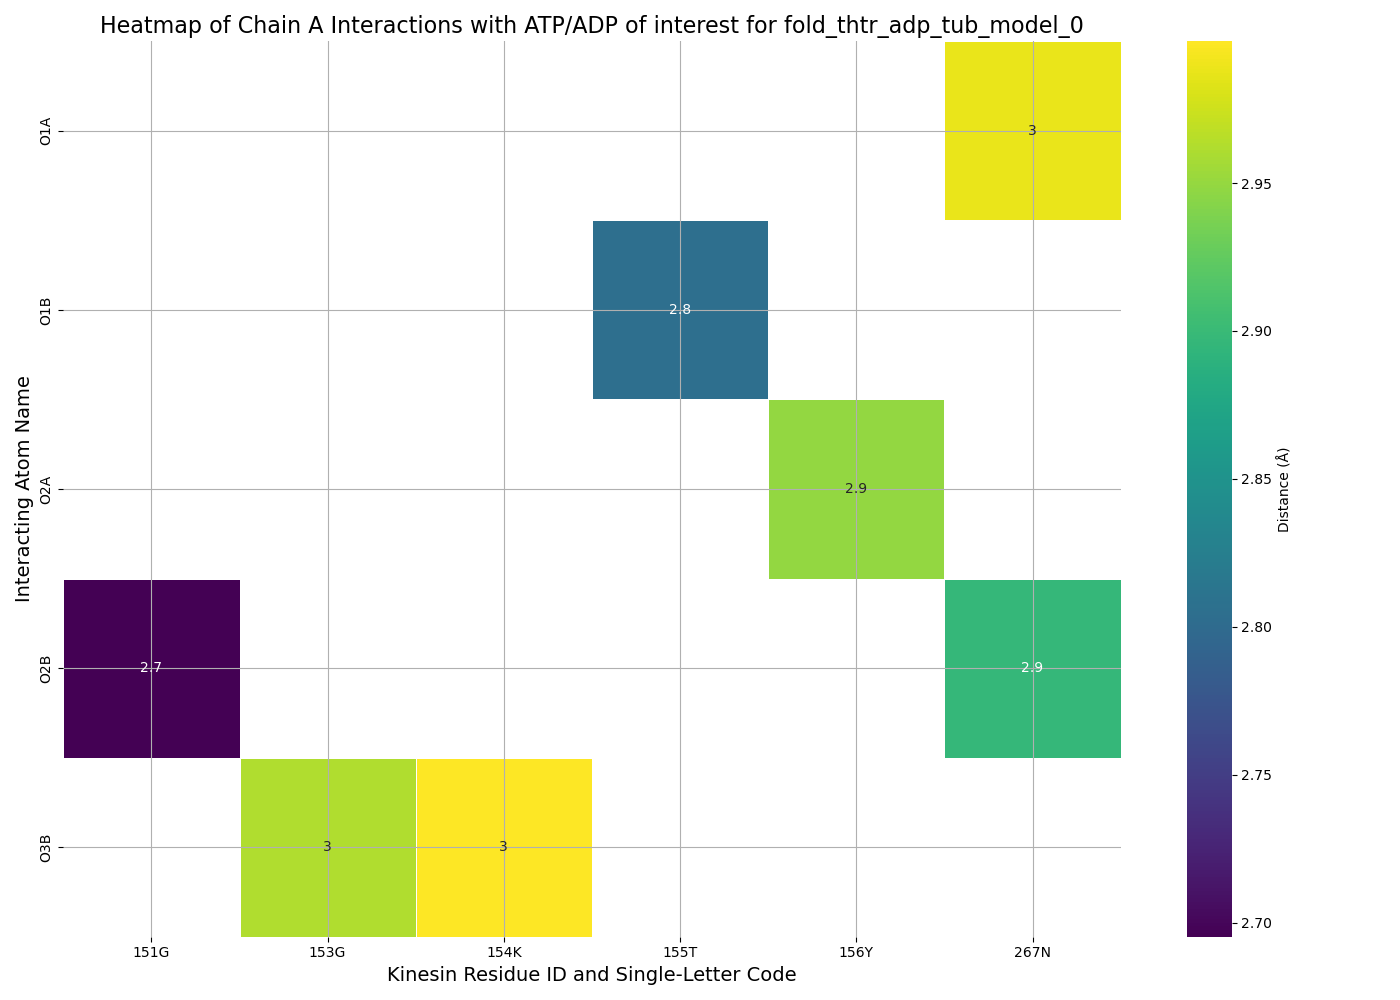 Heatmap of Chain A Interactions with ATP/ADP of interest for fold_thtr_adp_tub_model_0
Interacting Atom Name
O1A
O1B
O2A
O2B
O3B
3
2.8
2.9
2.7
2.9
3
3
151G
153G
154K
155T
156Y
267N
Kinesin Residue ID and Single-Letter Code
2.95
2.90
2.85
2.80
2.75
2.70
Distance (Å)